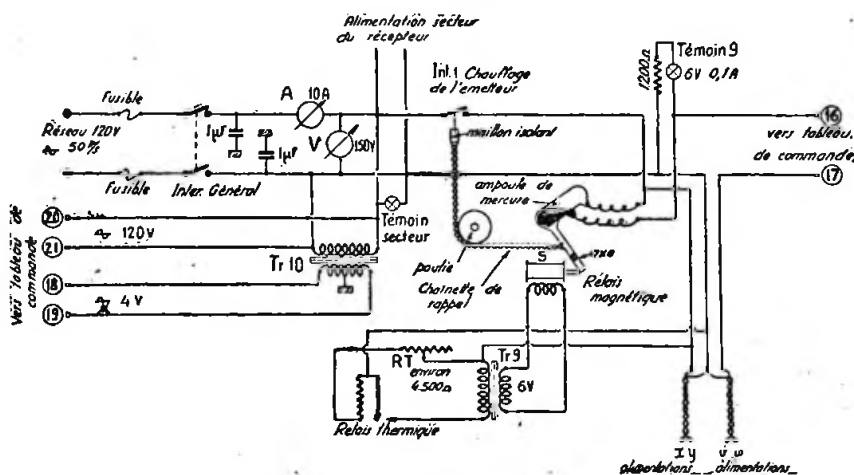 Alimentation secteur
du récepteur
Fusible
A
10A
Int.1 Chauffage
de l'émetteur
1200Ω
Témoin 9
6V 0,1A
Réseau 120V
50 P/s
1µF
1µF
V
150V
maillon isolant
16
vers tableau
de commande
17
Fusible
Inter. Général
ampoule de
mercure
20
120V
21
Témoin
secteur
Tr 10
poulie
Chaînette de
rappel
S
axe
Relais
magnétique
Vers tableau de
commande
18
4V
19
RT
environ
4.500Ω
Tr 9
6V
Relais thermique
alimentations
alimentations